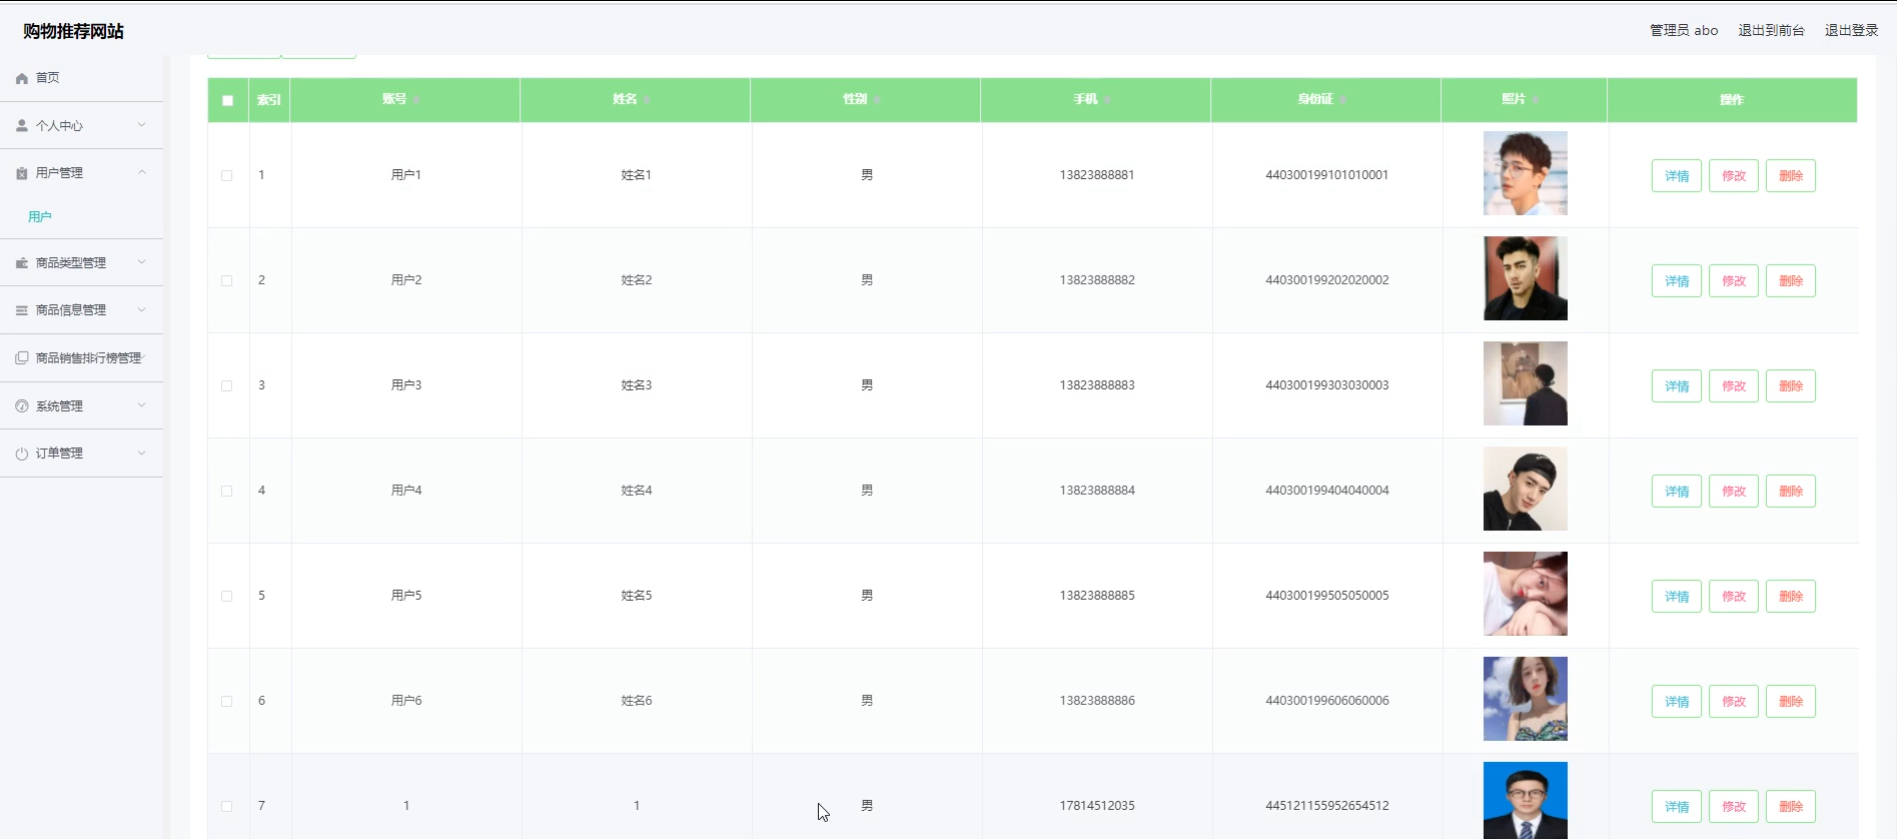 购物推荐网站
管理员 abo 退出到前台 退出登录
首页
个人中心
用户管理
用户
商品类型管理
商品信息管理
商品销售排行榜管理
系统管理
订单管理
索引 账号 姓名 性别 手机 身份证 照片 操作
1 用户1 姓名1 男 13823888881 440300199101010001 详情 修改 删除
2 用户2 姓名2 男 13823888882 440300199202020002 详情 修改 删除
3 用户3 姓名3 男 13823888883 440300199303030003 详情 修改 删除
4 用户4 姓名4 男 13823888884 440300199404040004 详情 修改 删除
5 用户5 姓名5 男 13823888885 440300199505050005 详情 修改 删除
6 用户6 姓名6 男 13823888886 440300199606060006 详情 修改 删除
7 1 1 男 17814512035 445121155952654512 详情 修改 删除